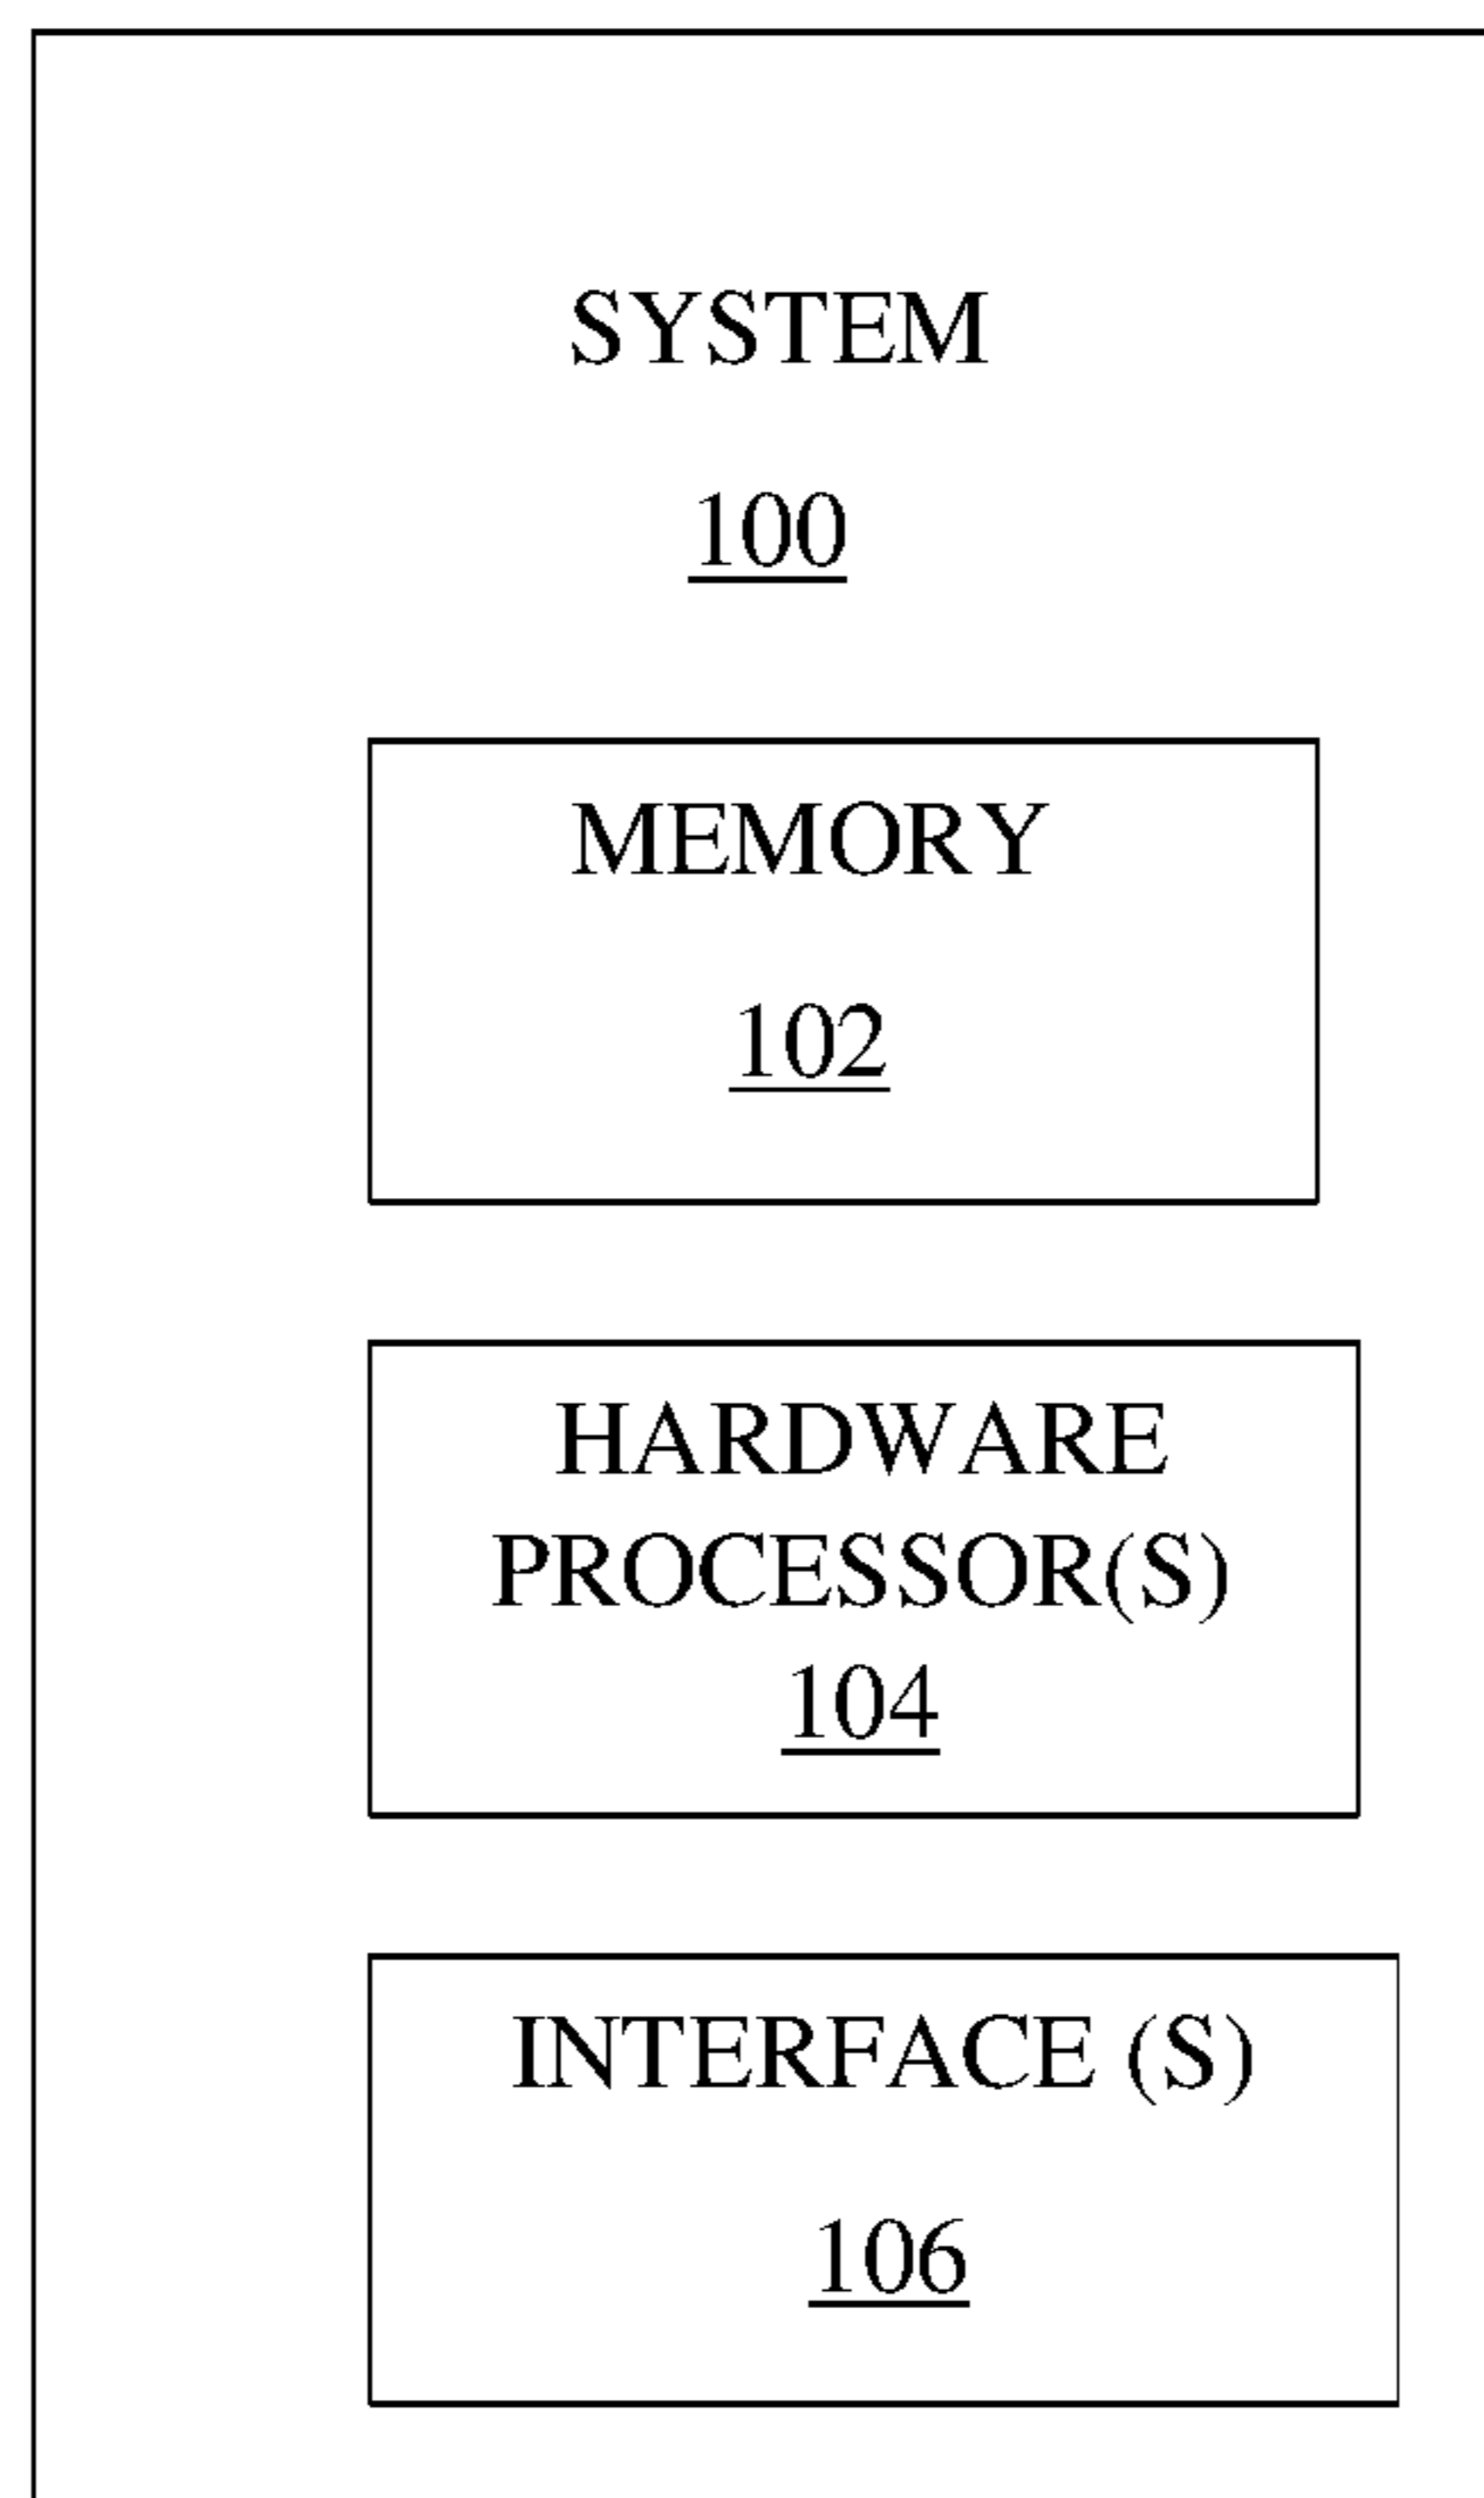 SYSTEM
100
MEMORY
102
HARDWARE
PROCESSOR(S)
104
INTERFACE (S)
106